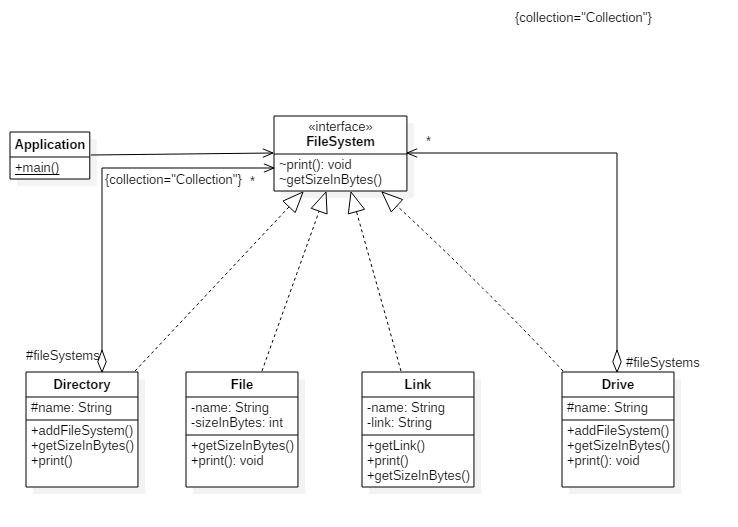 {collection="Collection"}
«interface»
FileSystem
~print(): void
~getSizeInBytes()
*
Application
+main()
{collection="Collection"} *
#fileSystems
#fileSystems
Directory
#name: String
+addFileSystem()
+getSizeInBytes()
+print()
File
-name: String
-sizeInBytes: int
+getSizeInBytes()
+print(): void
Link
-name: String
-link: String
+getLink()
+print()
+getSizeInBytes()
Drive
#name: String
+addFileSystem()
+getSizeInBytes()
+print(): void